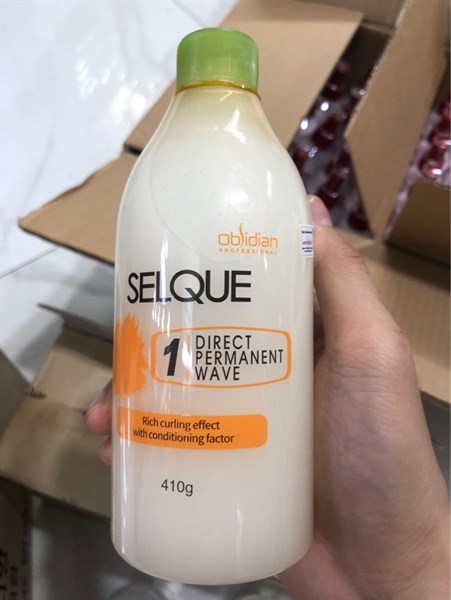 obsidian
PROFESSIONAL
SELQUE
1 DIRECT
PERMANENT
WAVE
Rich curling effect
with conditioning factor
410g